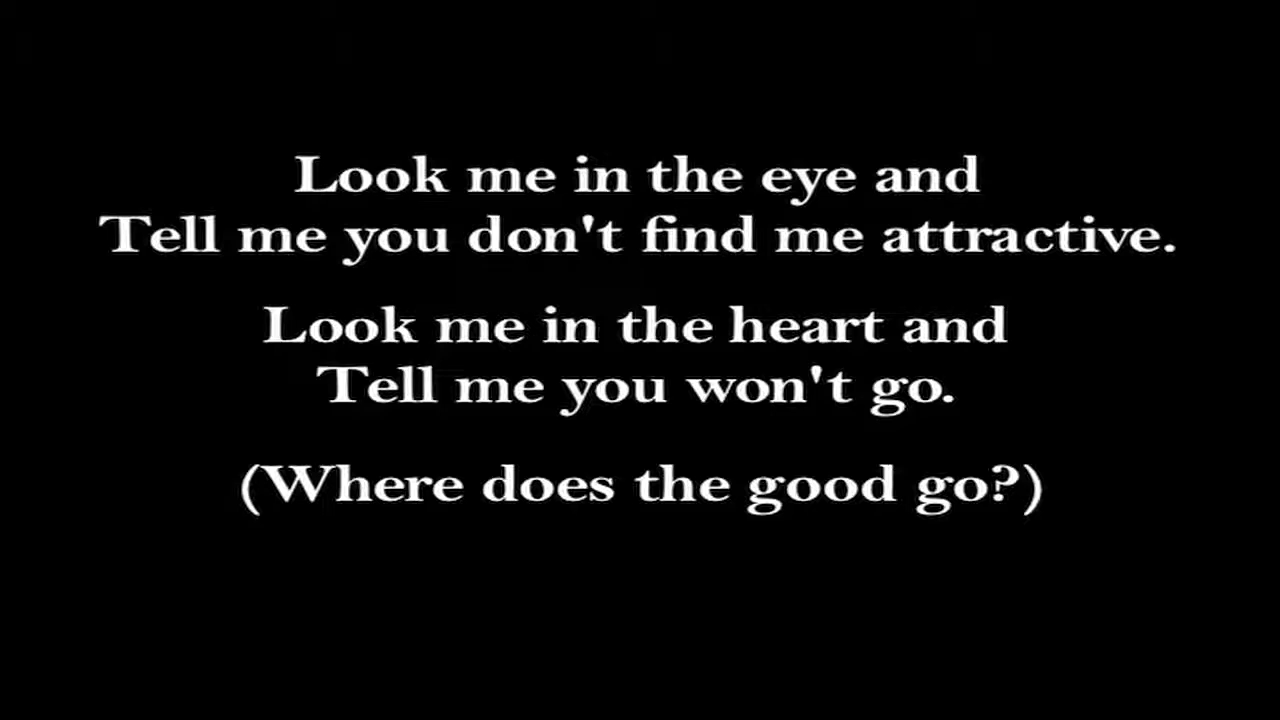 Look me in the eye and
Tell me you don't find me attractive.
Look me in the heart and
Tell me you won't go.
(Where does the good go?)